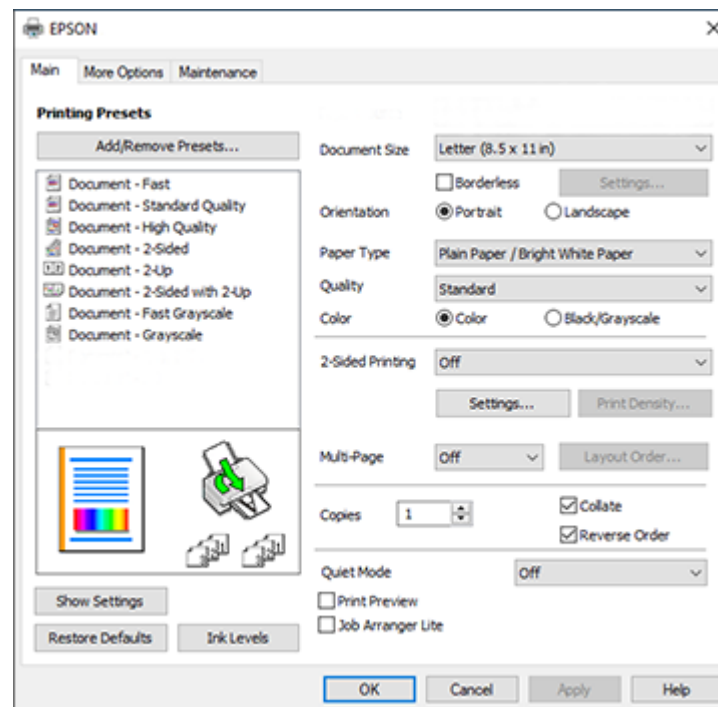 EPSON
Main More Options Maintenance
Printing Presets
Add/Remove Presets...
Document - Fast
Document - Standard Quality
Document - High Quality
Document - 2-Sided
Document - 2-Up
Document - 2-Sided with 2-Up
Document - Fast Grayscale
Document - Grayscale
Show Settings
Restore Defaults Ink Levels
Document Size Letter (8.5 x 11 in)
Borderless Settings...
Orientation Portrait Landscape
Paper Type Plain Paper / Bright White Paper
Quality Standard
Color Color Black/Grayscale
2-Sided Printing Off
Settings... Print Density...
Multi-Page Off Layout Order...
Copies 1 Collate
Reverse Order
Quiet Mode Off
Print Preview
Job Arranger Lite
OK Cancel Apply Help